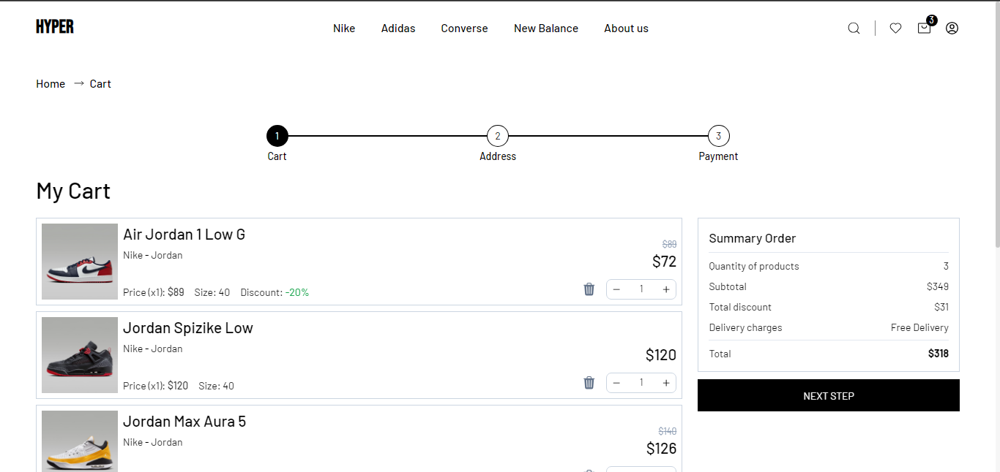 HYPER
Nike Adidas Converse New Balance About us
3
Home → Cart
1 2 3
Cart Address Payment
My Cart
Air Jordan 1 Low G
Nike - Jordan
$89
$72
Price (x1): $89 Size: 40 Discount: -20%
− 1 +
Jordan Spizike Low
Nike - Jordan
$120
Price (x1): $120 Size: 40
− 1 +
Jordan Max Aura 5
Nike - Jordan
$140
$126
Summary Order
Quantity of products 3
Subtotal $349
Total discount $31
Delivery charges Free Delivery
Total $318
NEXT STEP